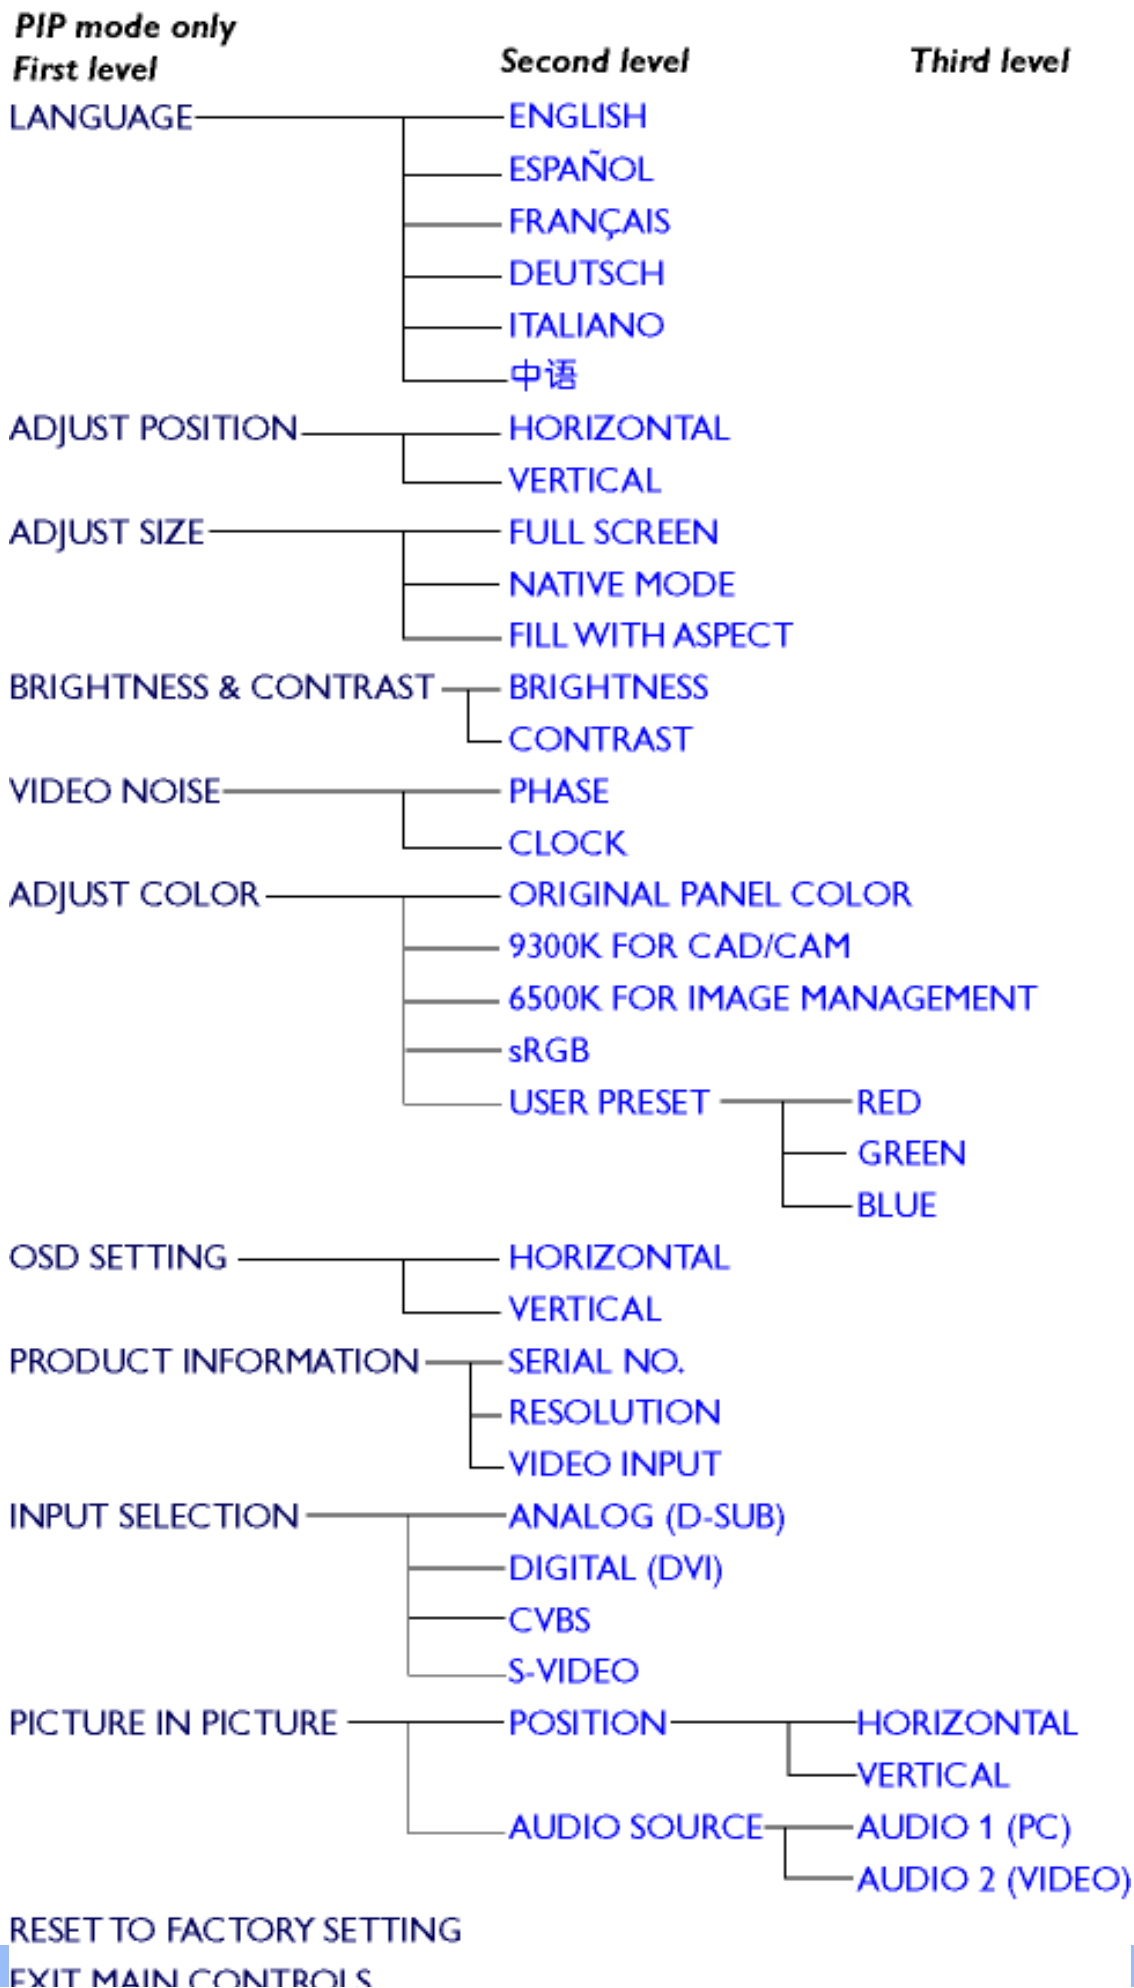 PIP mode only
First level Second level Third level
LANGUAGE ENGLISH
ESPAÑOL
FRANÇAIS
DEUTSCH
ITALIANO
中语
ADJUST POSITION HORIZONTAL
VERTICAL
ADJUST SIZE FULL SCREEN
NATIVE MODE
FILL WITH ASPECT
BRIGHTNESS & CONTRAST BRIGHTNESS
CONTRAST
VIDEO NOISE PHASE
CLOCK
ADJUST COLOR ORIGINAL PANEL COLOR
9300K FOR CAD/CAM
6500K FOR IMAGE MANAGEMENT
sRGB
USER PRESET RED
GREEN
BLUE
OSD SETTING HORIZONTAL
VERTICAL
PRODUCT INFORMATION SERIAL NO.
RESOLUTION
VIDEO INPUT
INPUT SELECTION ANALOG (D-SUB)
DIGITAL (DVI)
CVBS
S-VIDEO
PICTURE IN PICTURE POSITION HORIZONTAL
VERTICAL
AUDIO SOURCE AUDIO 1 (PC)
AUDIO 2 (VIDEO)
RESET TO FACTORY SETTING
EXIT MAIN CONTROLS